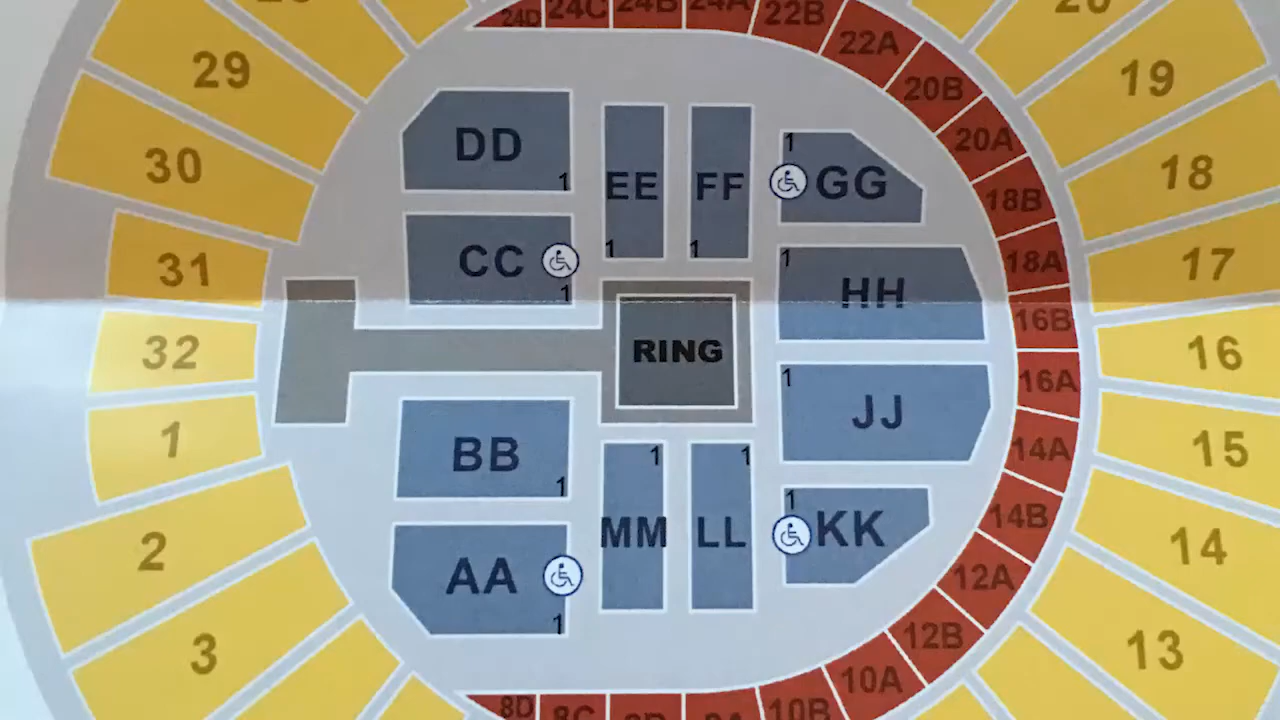 24D 24C 24B 24A 22B
20
22A
29
19
20B
DD
1
EE
FF
1
GG
20A
30
18
18B
1
1
CC
1
1
HH
18A
17
31
16B
32
RING
16
16A
1
JJ
1
BB
1
1
1
14A
15
1
KK
14B
2
MM
LL
14
AA
1
12A
12B
3
13
10A
8D 8C 10B